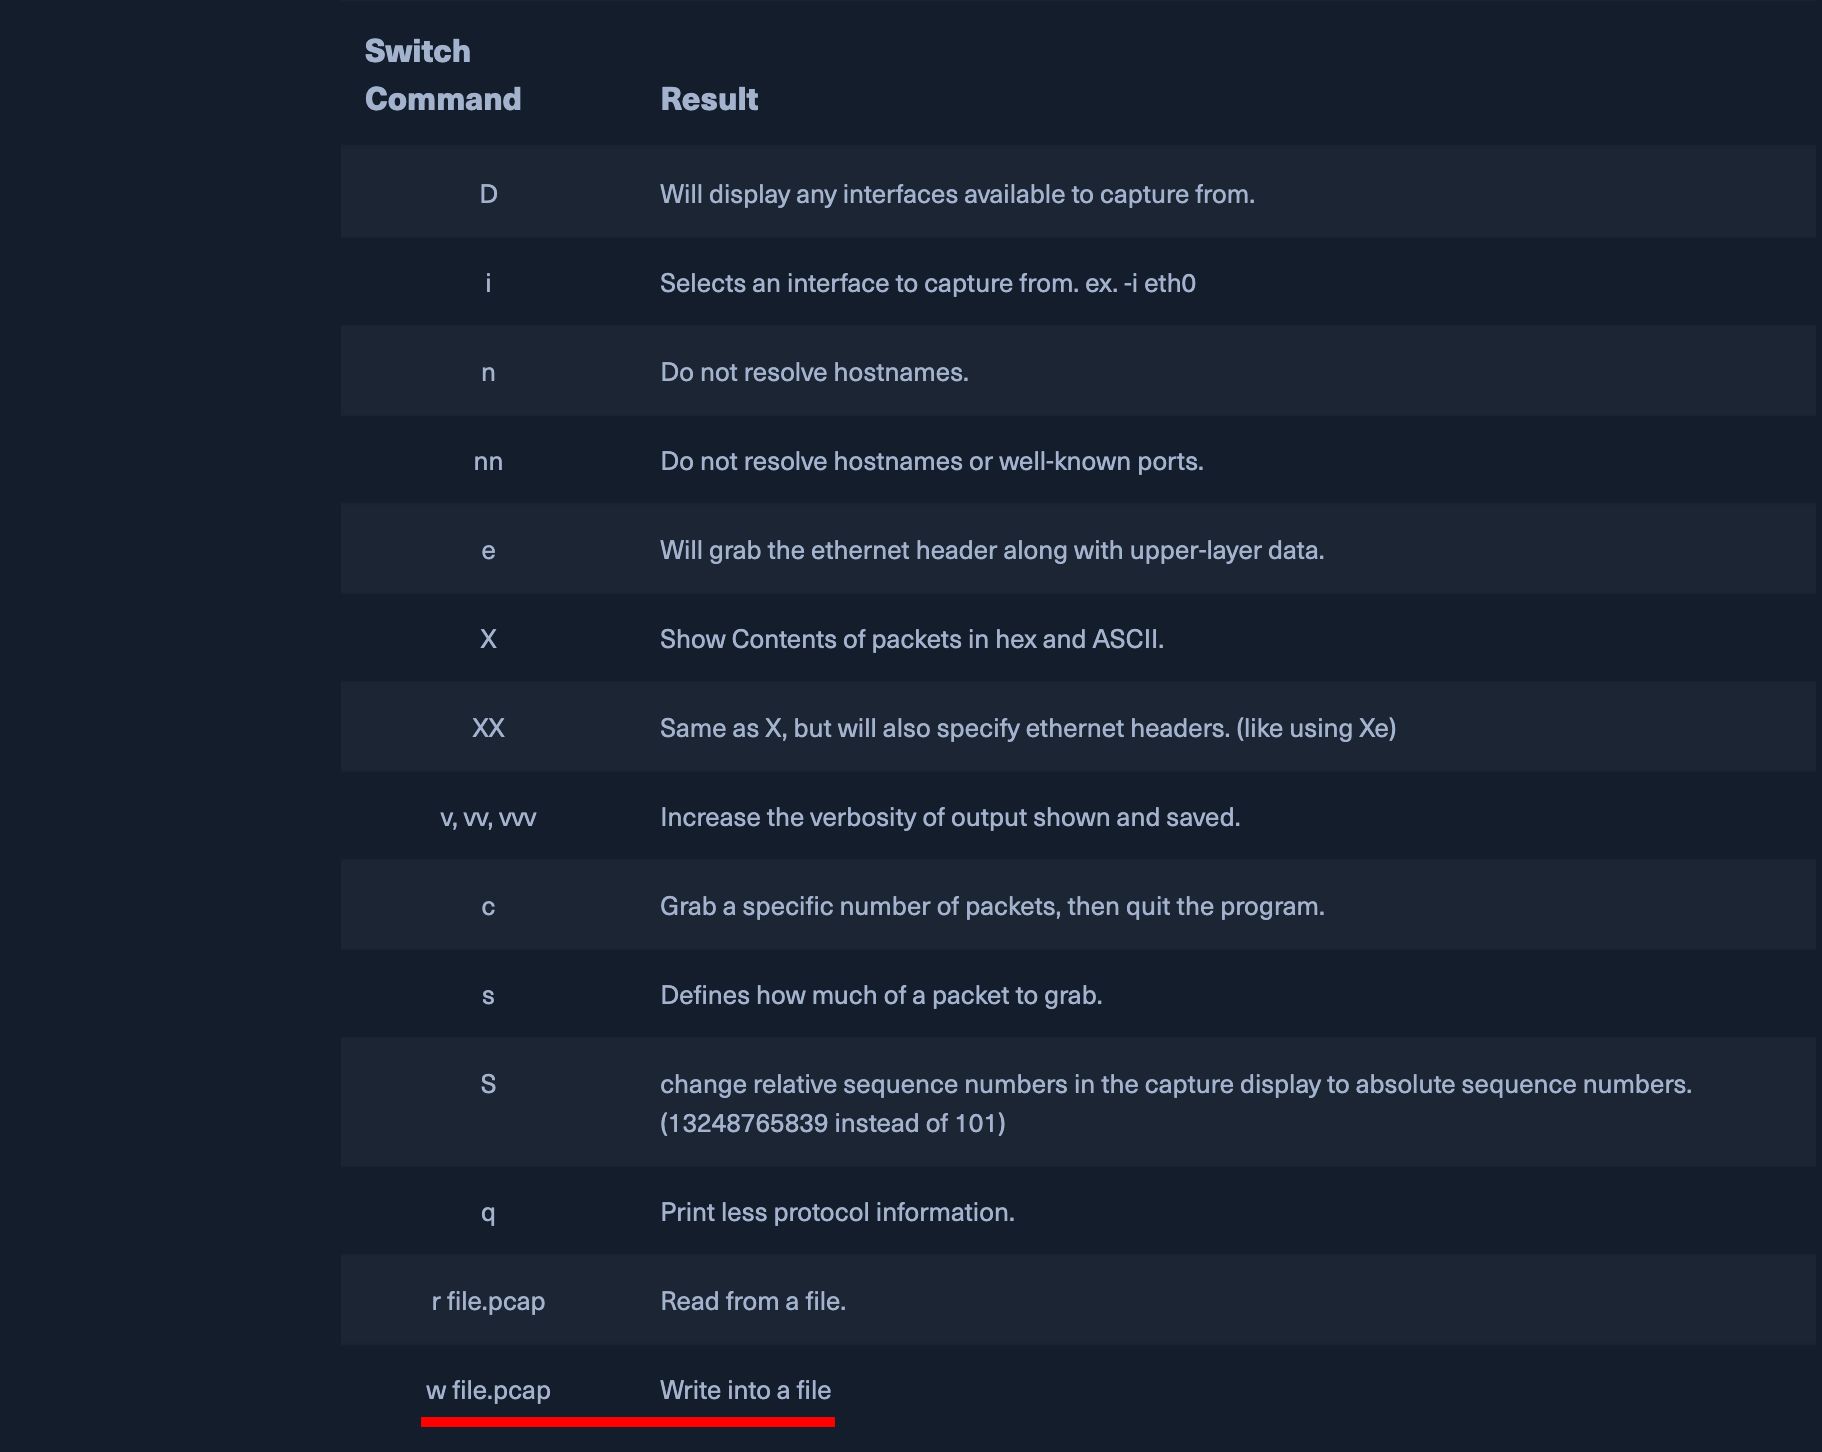 Switch
Command Result
D Will display any interfaces available to capture from.
i Selects an interface to capture from. ex. -i eth0
n Do not resolve hostnames.
nn Do not resolve hostnames or well-known ports.
e Will grab the ethernet header along with upper-layer data.
X Show Contents of packets in hex and ASCII.
XX Same as X, but will also specify ethernet headers. (like using Xe)
v, vv, vvv Increase the verbosity of output shown and saved.
c Grab a specific number of packets, then quit the program.
s Defines how much of a packet to grab.
S change relative sequence numbers in the capture display to absolute sequence numbers.
(13248765839 instead of 101)
q Print less protocol information.
r file.pcap Read from a file.
w file.pcap Write into a file